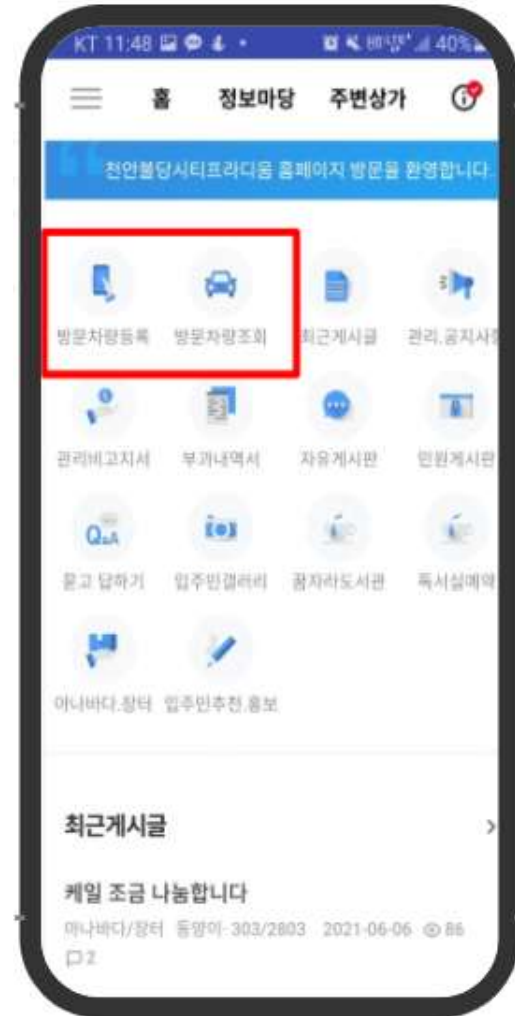 KT 11:48 40%
홈 정보마당 주변상가
천안불당시티프라디움 홈페이지 방문을 환영합니다.
방문차량등록 방문차량조회 최근게시글 관리.공지사항
관리비고지서 부과내역서 자유게시판 민원게시판
Q&A
묻고 답하기 입주민갤러리 꿈자라도서관 독서실예약
아나바다.장터 입주민추천.홍보
최근게시글
케일 조금 나눔합니다
아나바다/장터 동양이· 303/2803 2021-06-06 86
2